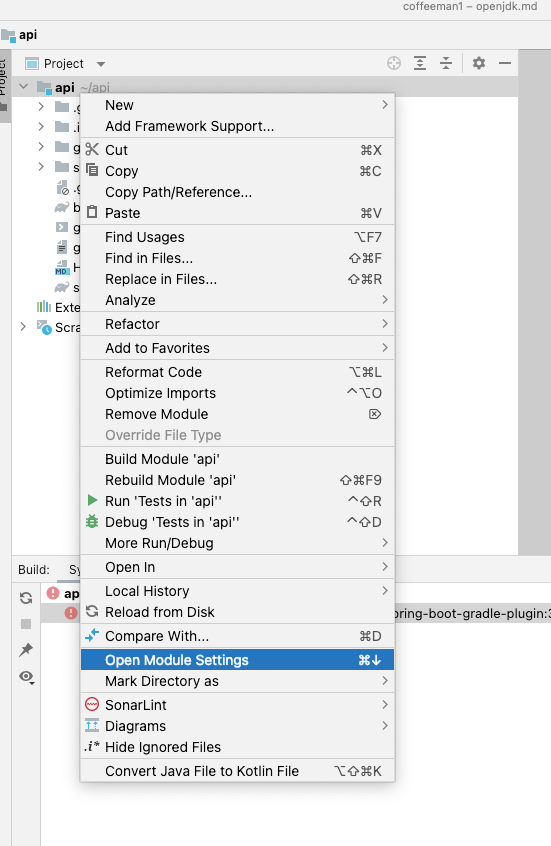 coffeeman1 – openjdk.md
api
Project
Project
api ~/api
New
Add Framework Support...
Cut ⌘X
Copy ⌘C
Copy Path/Reference...
Paste ⌘V
Find Usages ⌥F7
Find in Files... ⇧⌘F
Replace in Files... ⇧⌘R
Analyze
Refactor
Add to Favorites
Reformat Code ⌥⌘L
Optimize Imports ^⌥O
Remove Module ⌦
Override File Type
Build Module 'api'
Rebuild Module 'api' ⇧⌘F9
Run 'Tests in 'api'' ^⇧R
Debug 'Tests in 'api'' ^⇧D
More Run/Debug
Open In
Local History
Reload from Disk
Compare With... ⌘D
Open Module Settings ⌘↓
Mark Directory as
SonarLint
Diagrams
.i* Hide Ignored Files
Convert Java File to Kotlin File ⌥⇧⌘K
.g
.i
g
s
.g
b
g
g
MD H
s
Exte
Scra
Build: Sy
ap
oring-boot-gradle-plugin:3